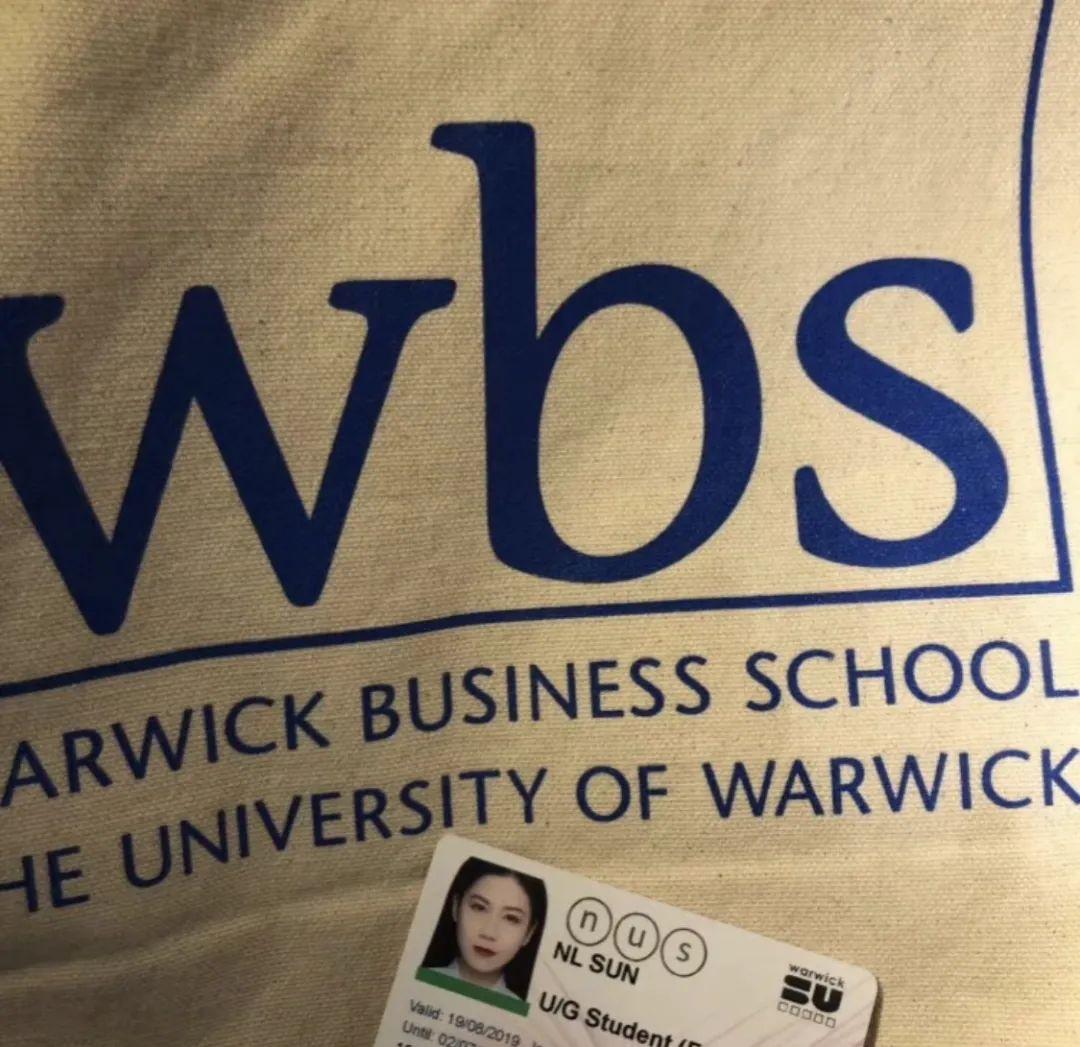 wbs
ARWICK BUSINESS SCHOOL
HE UNIVERSITY OF WARWICK
nus
NL SUN
warwick
SU
U/G Student
Valid: 19/08/2019
Until: